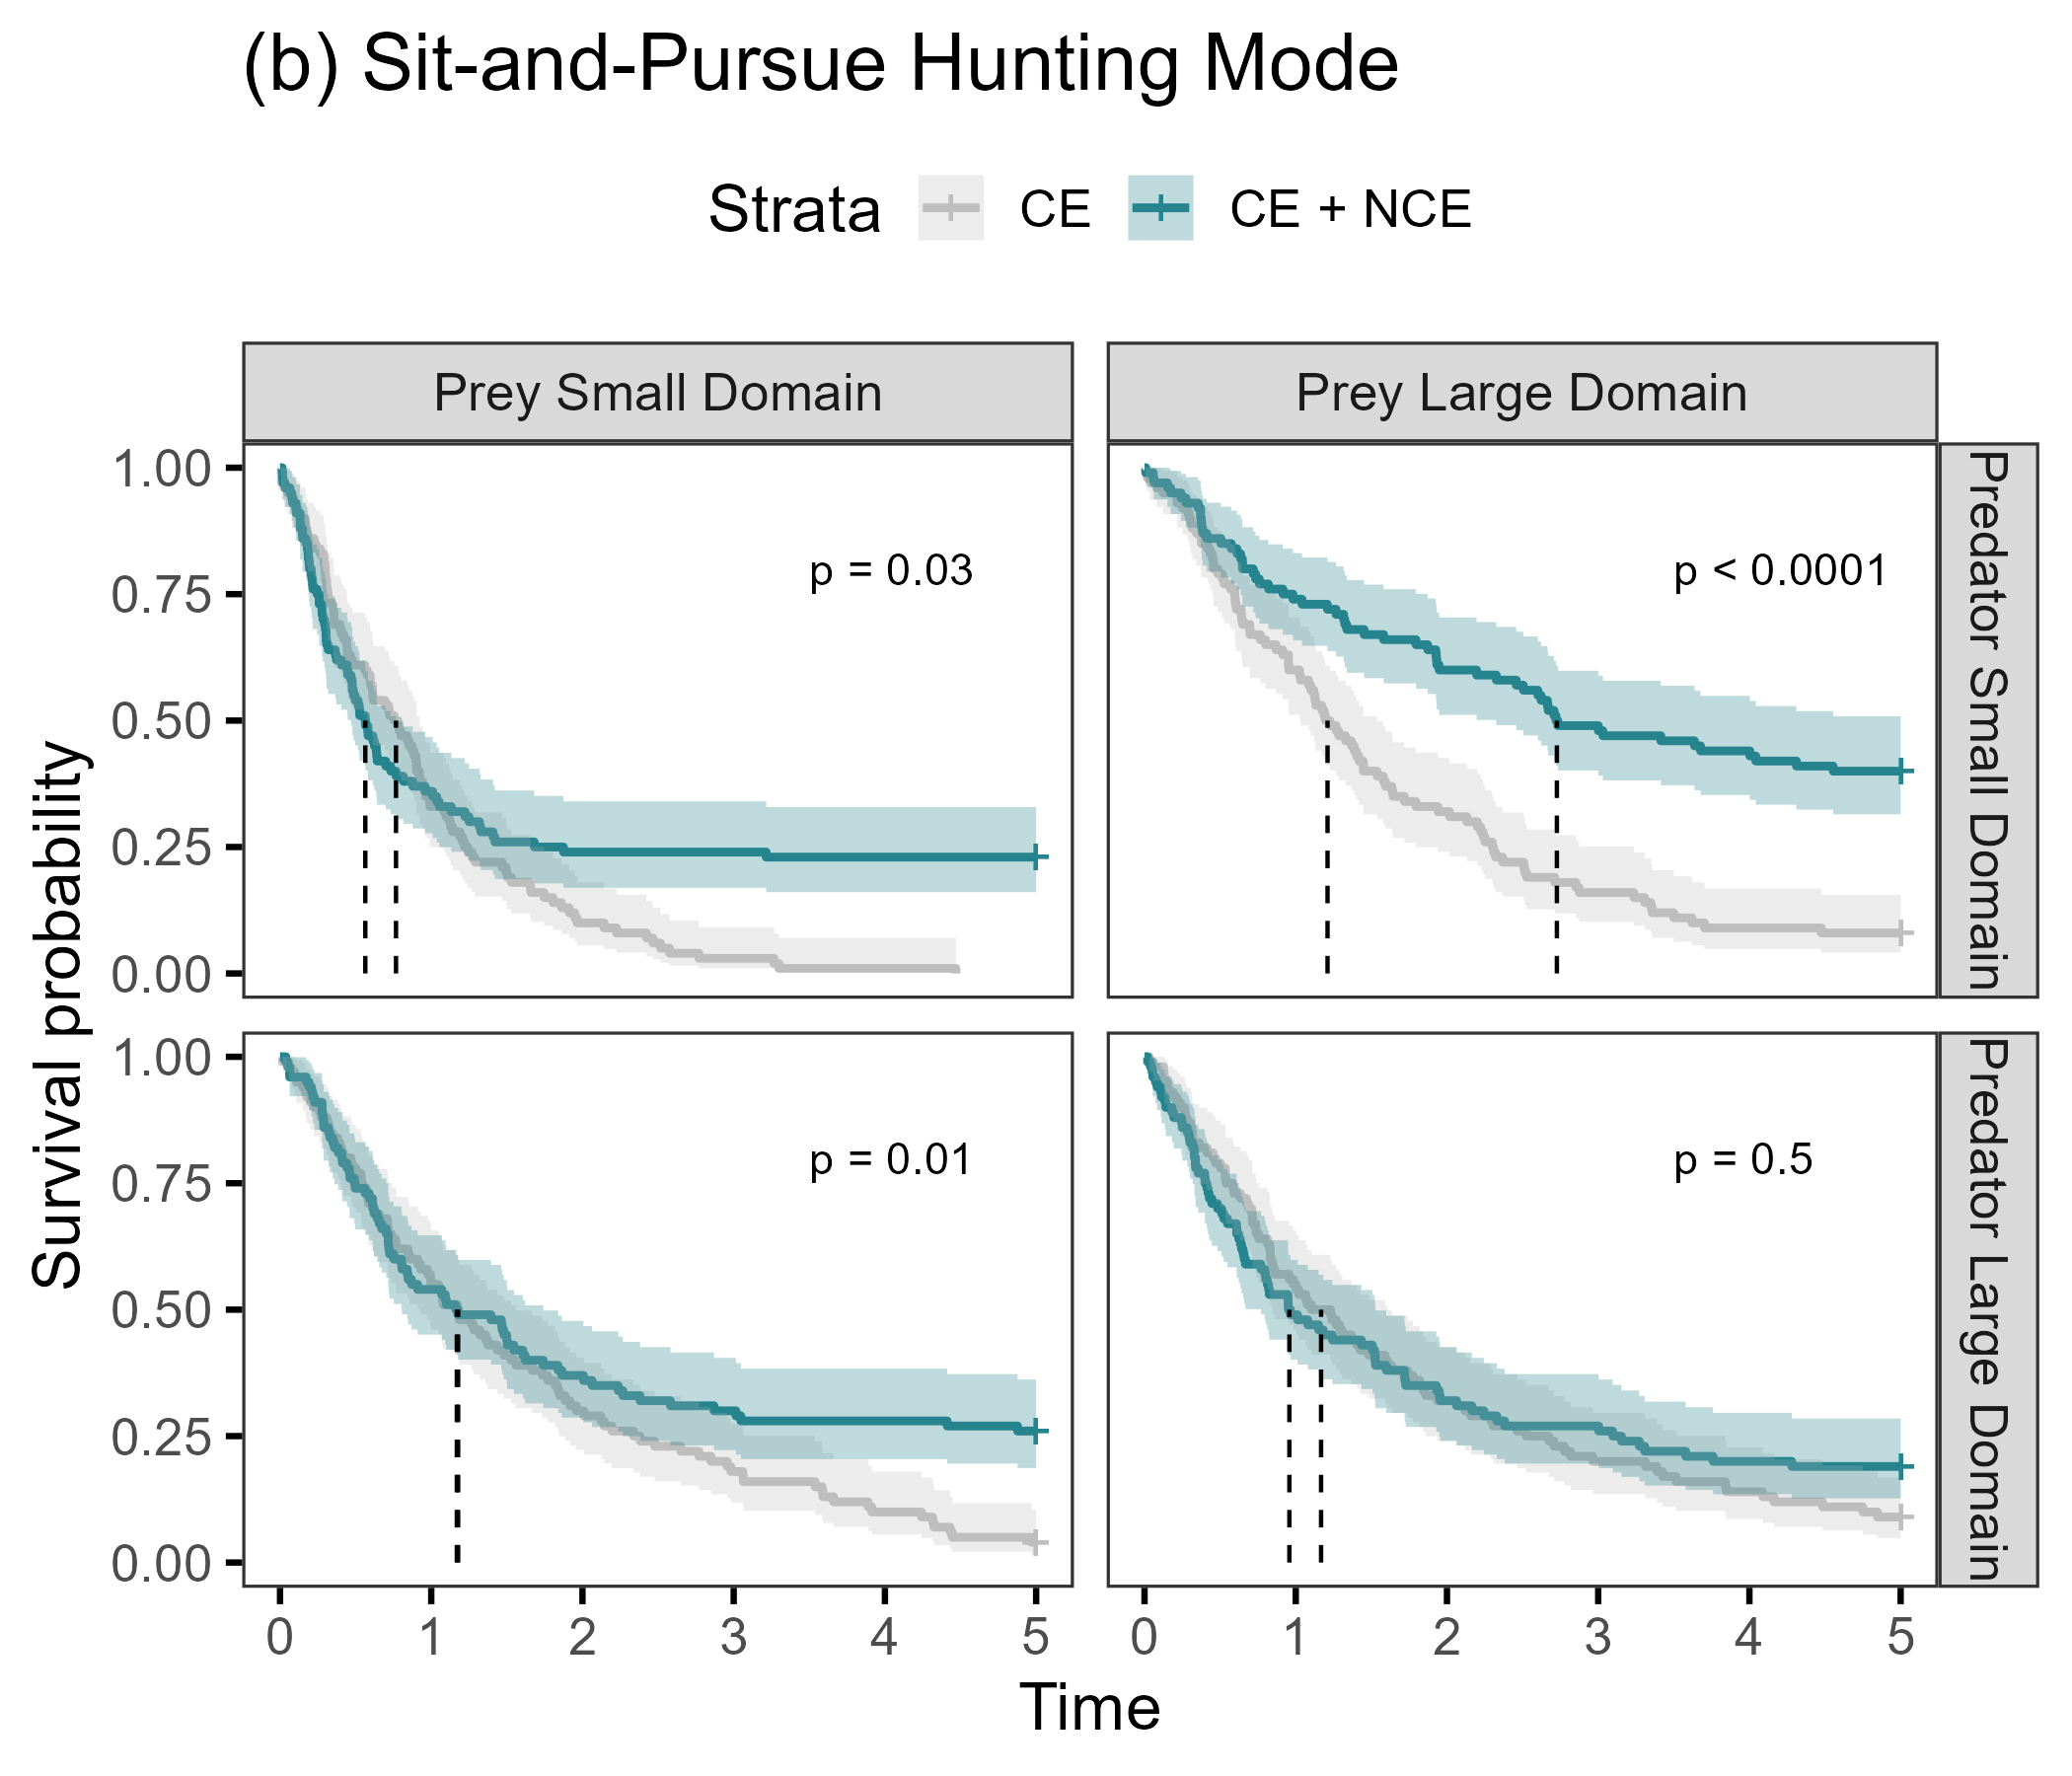 (b) Sit-and-Pursue Hunting Mode
Strata CE CE + NCE
Prey Small Domain
Prey Large Domain
1.00
0.75
0.50
0.25
0.00
p = 0.03
p < 0.0001
Predator Small Domain
1.00
0.75
0.50
0.25
0.00
p = 0.01
p = 0.5
Predator Large Domain
Survival probability
0 1 2 3 4 5
0 1 2 3 4 5
Time